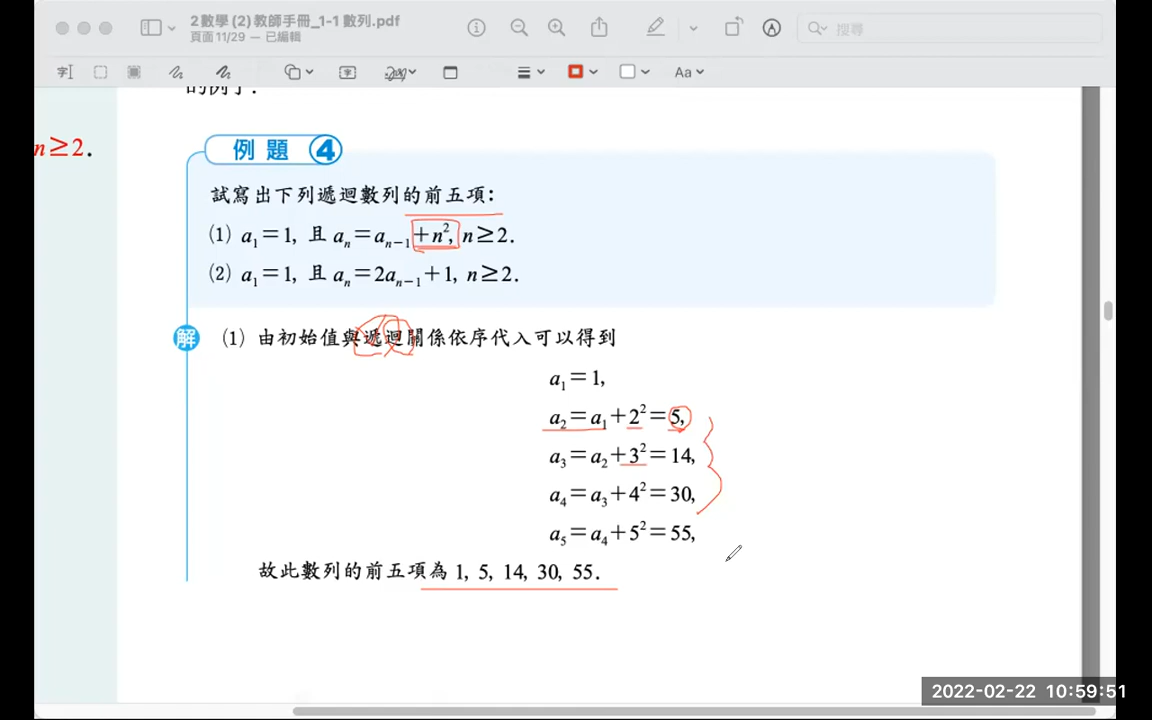 2數學 (2) 教師手冊_1-1 數列.pdf
頁面 11/29 — 已編輯
搜尋
的例子:
n≥2.
例題 4
試寫出下列遞迴數列的前五項:
(1) a₁=1, 且 aₙ=aₙ₋₁+n², n≥2.
(2) a₁=1, 且 aₙ=2aₙ₋₁+1, n≥2.
解 (1) 由初始值與遞迴關係依序代入可以得到
a₁=1,
a₂=a₁+2²=5,
a₃=a₂+3²=14,
a₄=a₃+4²=30,
a₅=a₄+5²=55,
故此數列的前五項為 1, 5, 14, 30, 55.
2022-02-22 10:59:51